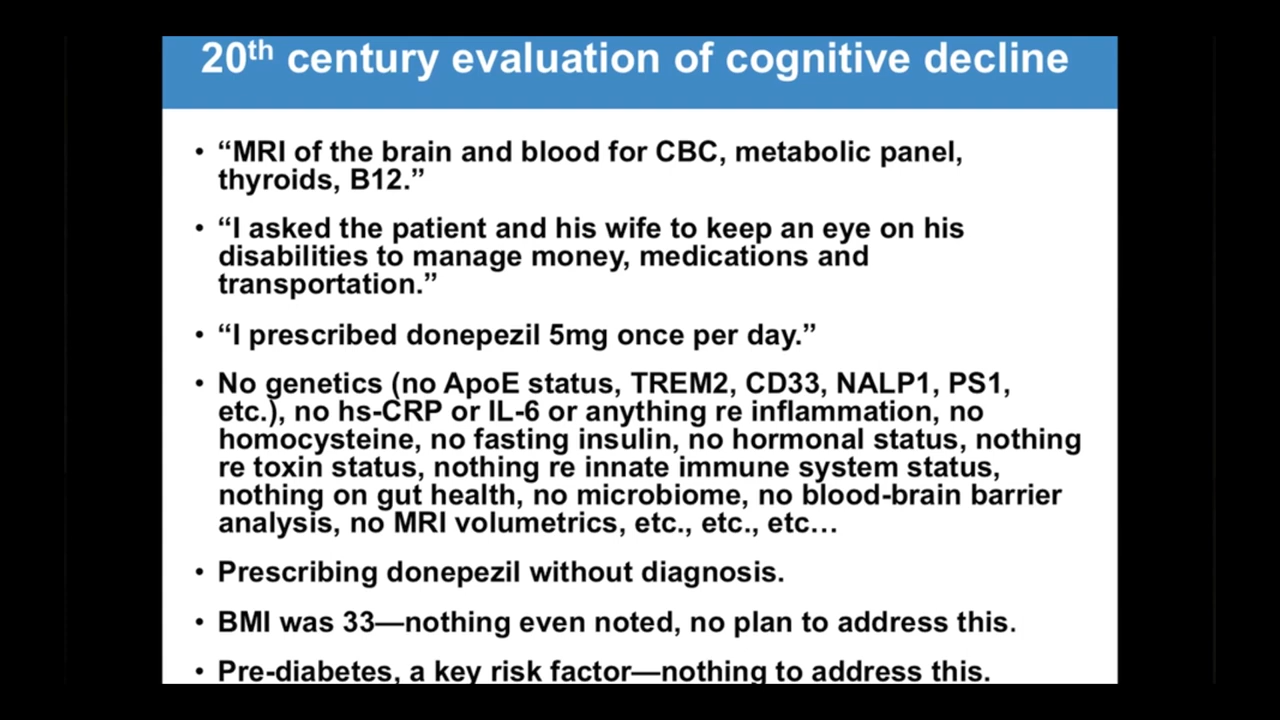 20th century evaluation of cognitive decline
• “MRI of the brain and blood for CBC, metabolic panel,
thyroids, B12.”
• “I asked the patient and his wife to keep an eye on his
disabilities to manage money, medications and
transportation.”
• “I prescribed donepezil 5mg once per day.”
• No genetics (no ApoE status, TREM2, CD33, NALP1, PS1,
etc.), no hs-CRP or IL-6 or anything re inflammation, no
homocysteine, no fasting insulin, no hormonal status, nothing
re toxin status, nothing re innate immune system status,
nothing on gut health, no microbiome, no blood-brain barrier
analysis, no MRI volumetrics, etc., etc., etc…
• Prescribing donepezil without diagnosis.
• BMI was 33—nothing even noted, no plan to address this.
• Pre-diabetes, a key risk factor—nothing to address this.